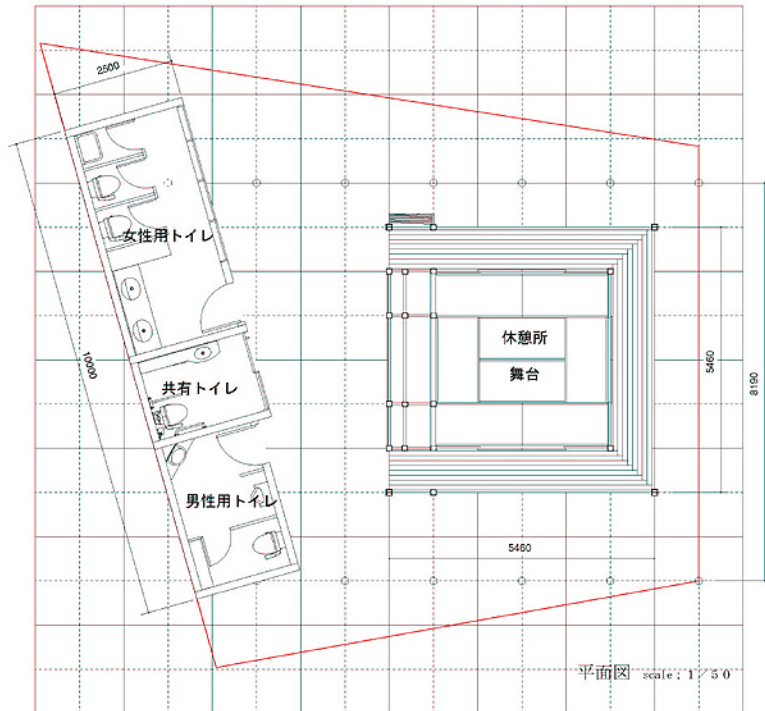 2500
女性用トイレ
10000
共有トイレ
男性用トイレ
休憩所
舞台
5460
8190
5460
平面図 scale : 1/50